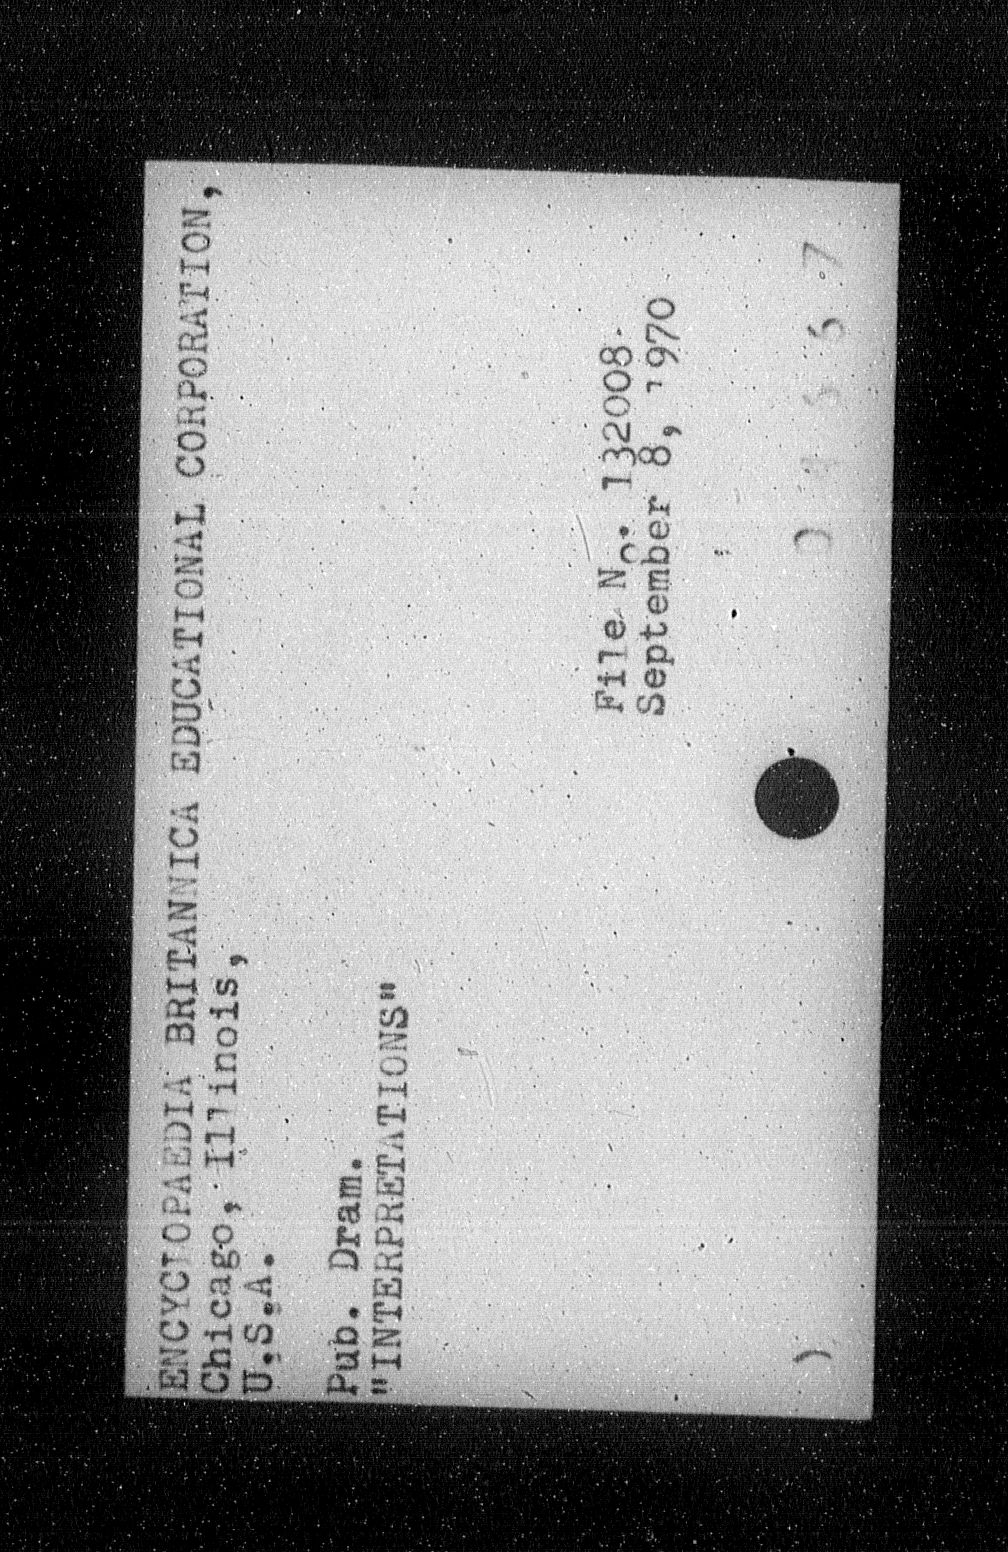 ENCYCLOPAEDIA BRITANNICA EDUCATIONAL CORPORATION,
Chicago, Illinois,
U.S.A.
Pub. Dram.
"INTERPRETATIONS"
File No. 132008.
September 8, 1970